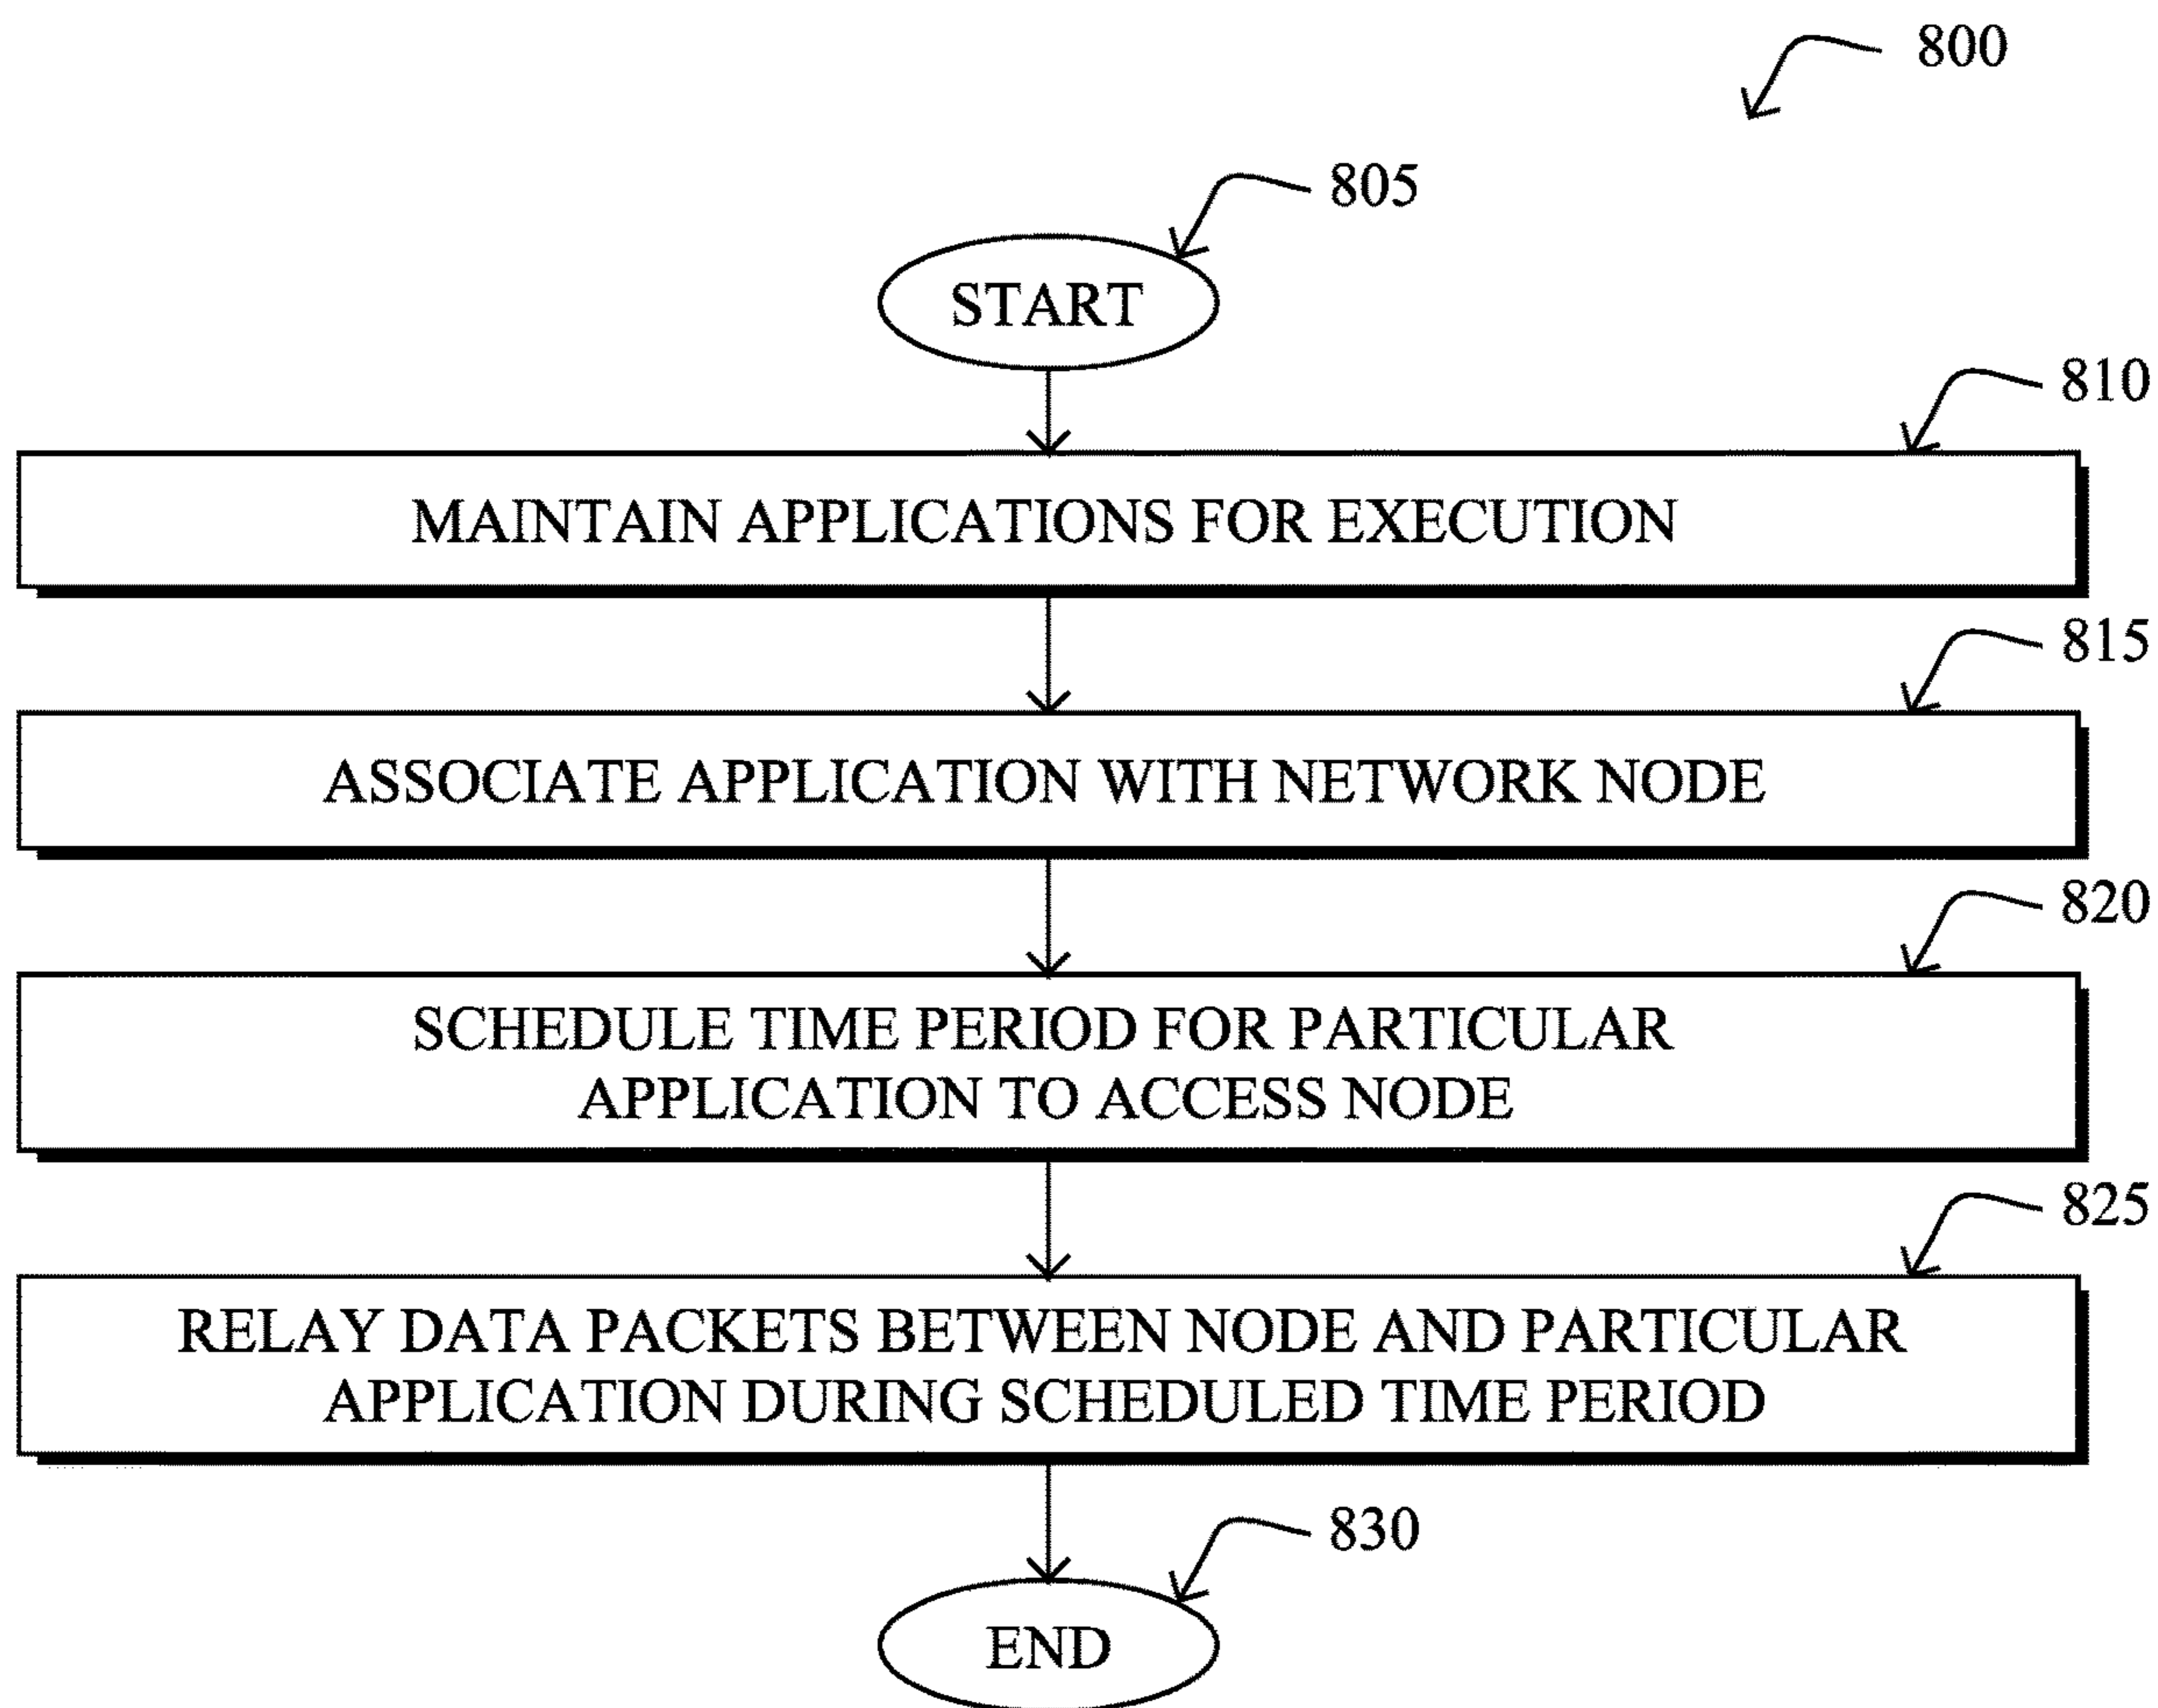 800
805
START
810
MAINTAIN APPLICATIONS FOR EXECUTION
815
ASSOCIATE APPLICATION WITH NETWORK NODE
820
SCHEDULE TIME PERIOD FOR PARTICULAR
APPLICATION TO ACCESS NODE
825
RELAY DATA PACKETS BETWEEN NODE AND PARTICULAR
APPLICATION DURING SCHEDULED TIME PERIOD
830
END